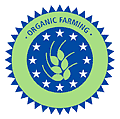 · ORGANIC FARMING ·